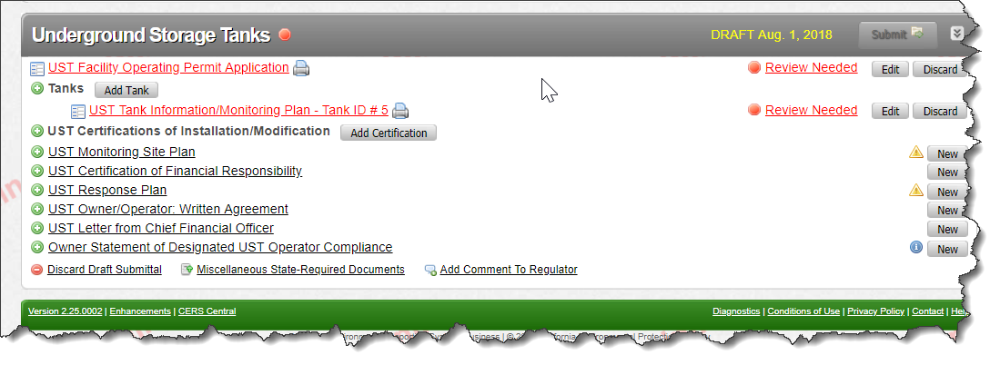 Underground Storage Tanks DRAFT Aug. 1, 2018 Submit
UST Facility Operating Permit Application Review Needed Edit Discard
Tanks Add Tank
UST Tank Information/Monitoring Plan - Tank ID # 5 Review Needed Edit Discard
UST Certifications of Installation/Modification Add Certification
UST Monitoring Site Plan New
UST Certification of Financial Responsibility New
UST Response Plan New
UST Owner/Operator: Written Agreement New
UST Letter from Chief Financial Officer New
Owner Statement of Designated UST Operator Compliance New
Discard Draft Submittal Miscellaneous State-Required Documents Add Comment To Regulator
Version 2.25.0002 | Enhancements | CERS Central Diagnostics | Conditions of Use | Privacy Policy | Contact |